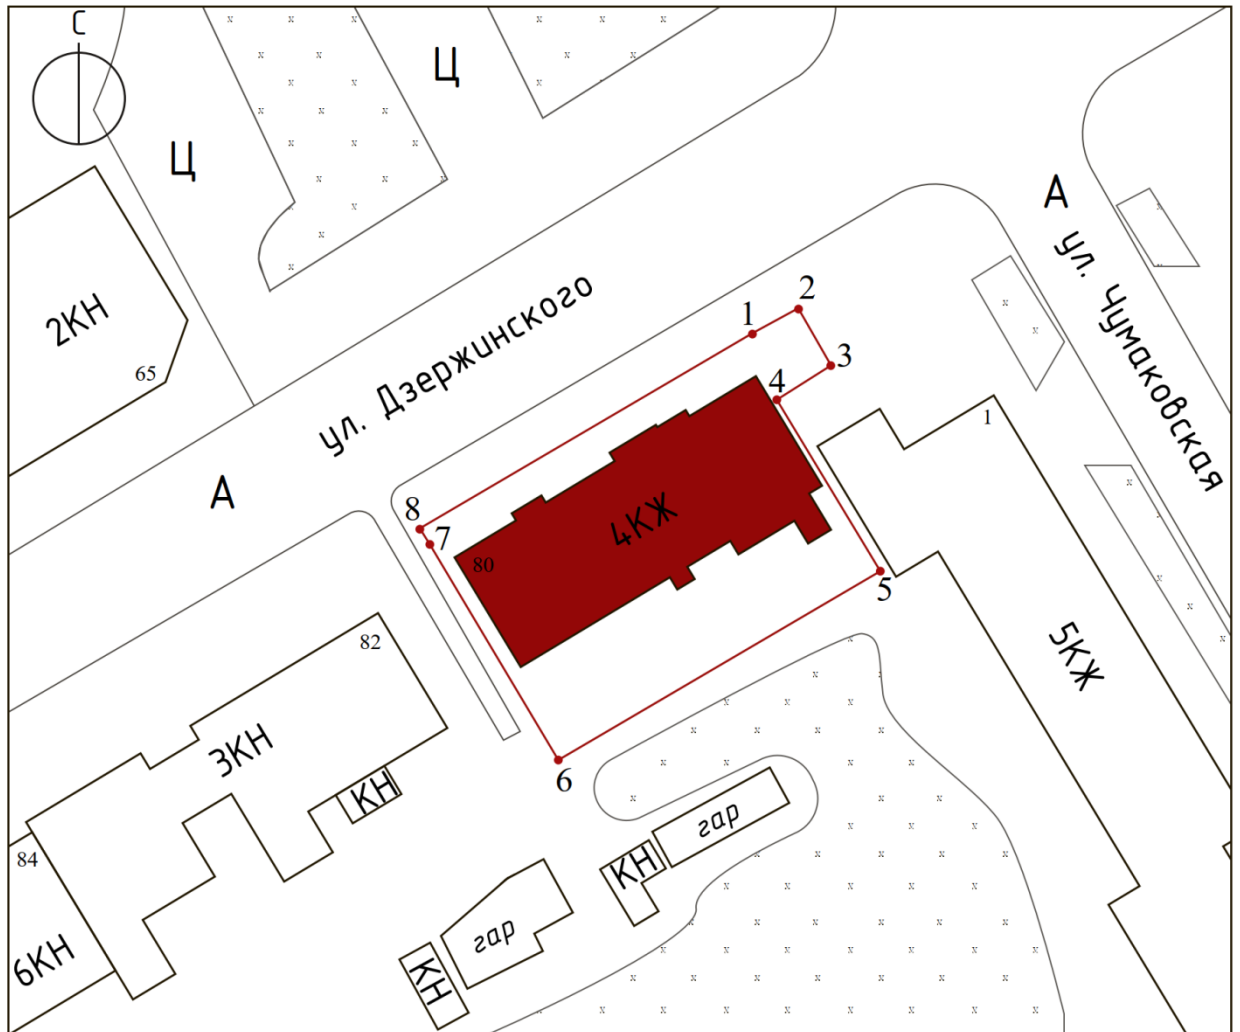 С
Ц
Ц
А
ул. Чумаковская
2КН
65
ул. Дзержинского
1
2
3
4
1
А
8
7
80
4КЖ
5
82
3КН
5КЖ
6
КН
84
6КН
гар
КН
гар
КН